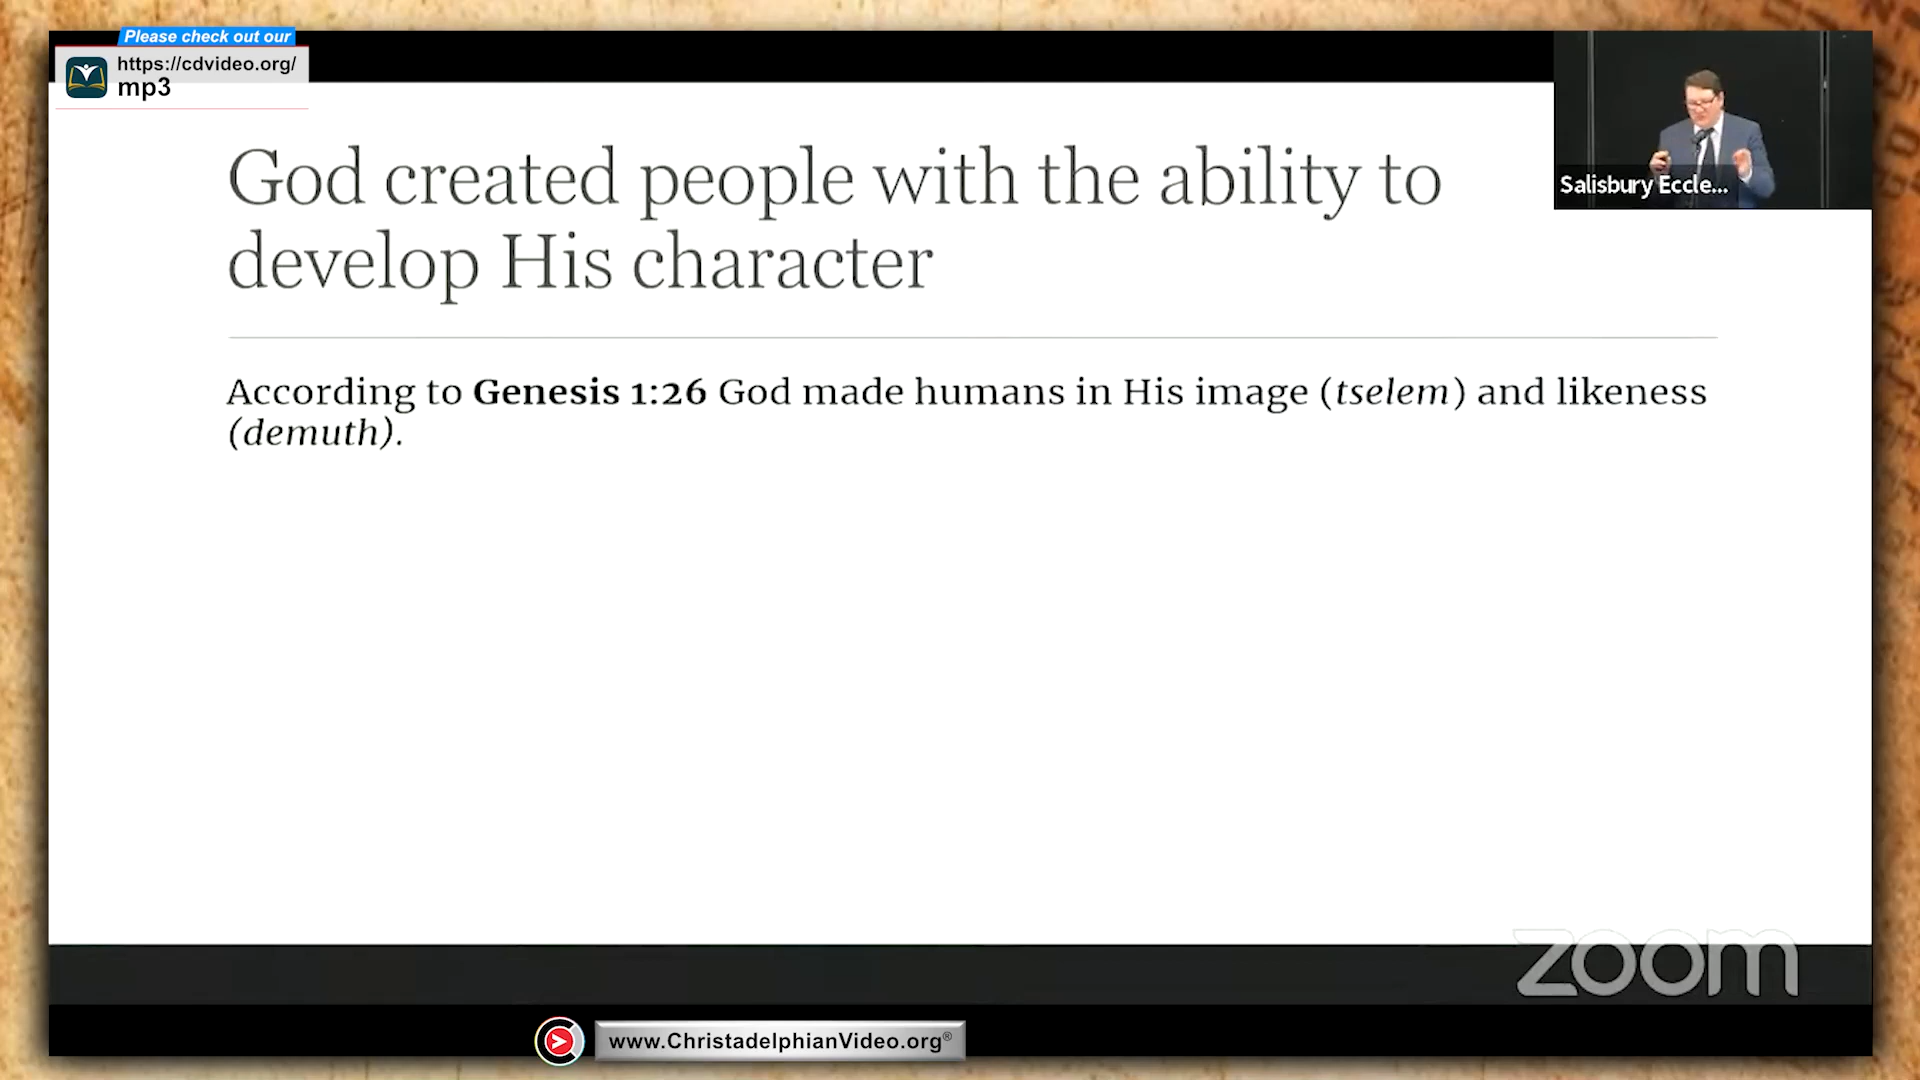 Please check out our
https://cdvideo.org/
mp3
God created people with the ability to
develop His character
Salisbury Eccle...
According to Genesis 1:26 God made humans in His image (tselem) and likeness
(demuth).
zoom
www.ChristadelphianVideo.org®